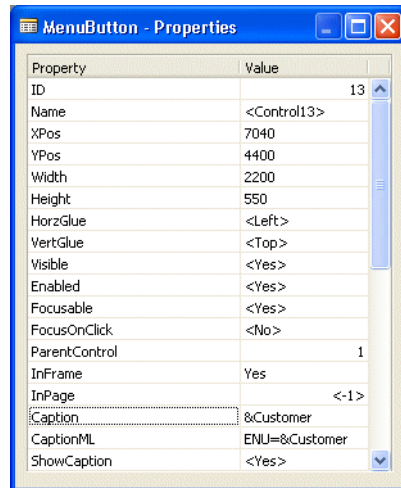 MenuButton - Properties
Property Value
ID 13
Name <Control13>
XPos 7040
YPos 4400
Width 2200
Height 550
HorzGlue <Left>
VertGlue <Top>
Visible <Yes>
Enabled <Yes>
Focusable <Yes>
FocusOnClick <No>
ParentControl 1
InFrame Yes
InPage <-1>
Caption &Customer
CaptionML ENU=&Customer
ShowCaption <Yes>